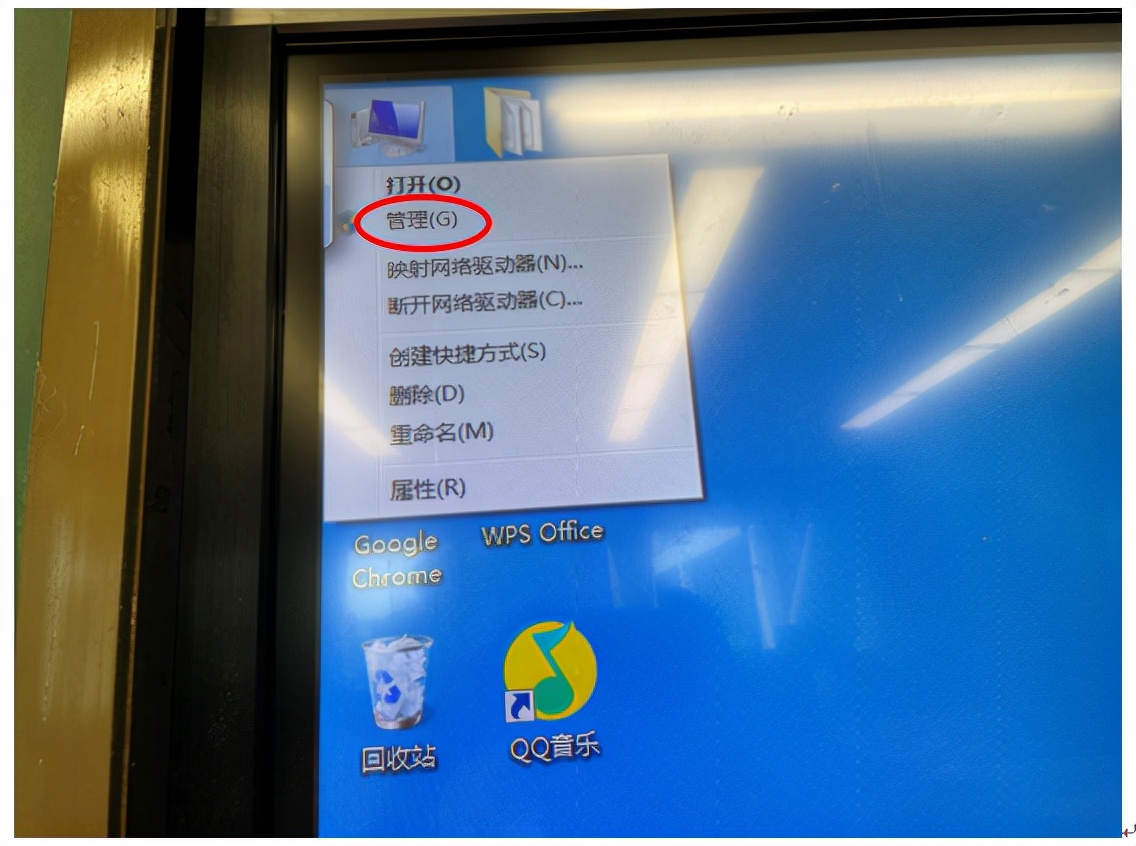 打开(O)
管理(G)
映射网络驱动器(N)...
断开网络驱动器(C)...
创建快捷方式(S)
删除(D)
重命名(M)
属性(R)
Google
Chrome
WPS Office
回收站
QQ音乐